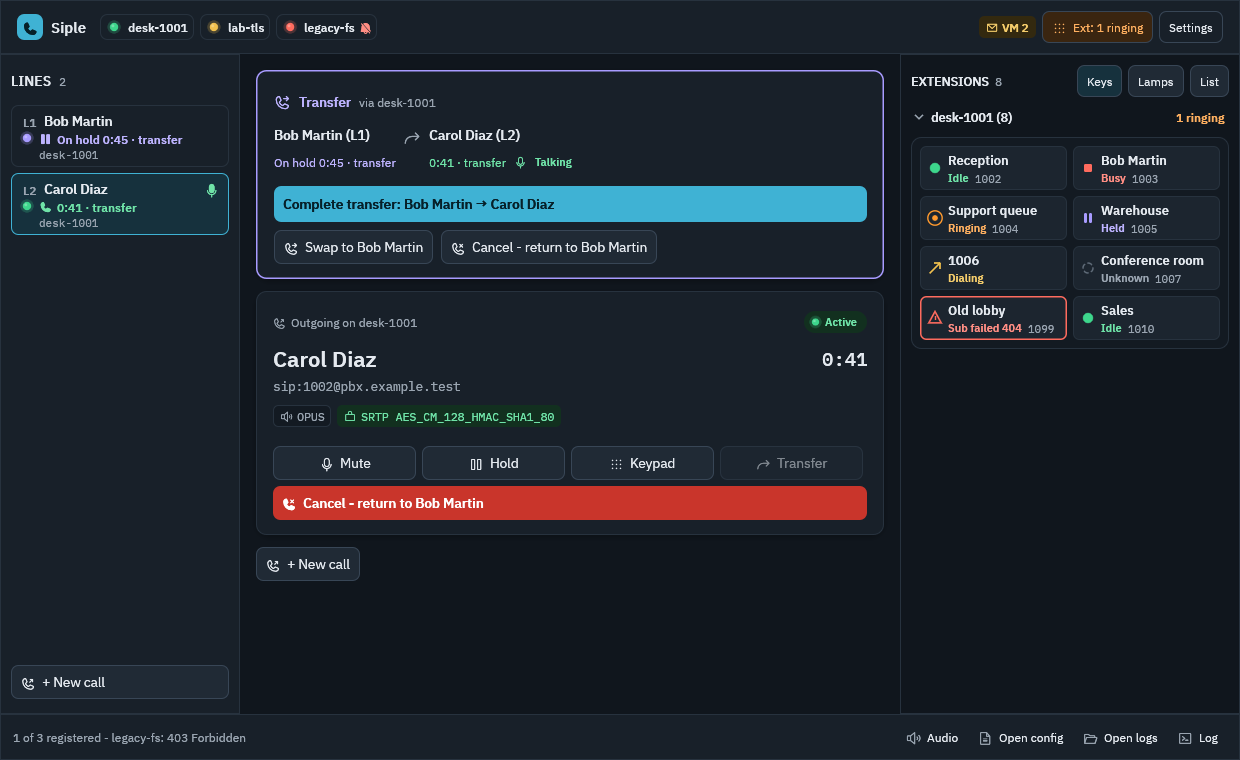 Siple
desk-1001
lab-tls
legacy-fs
VM 2
Ext: 1 ringing
Settings
LINES 2
L1 Bob Martin
On hold 0:45 · transfer
desk-1001
L2 Carol Diaz
0:41 · transfer
desk-1001
+ New call
Transfer via desk-1001
Bob Martin (L1)
Carol Diaz (L2)
On hold 0:45 · transfer
0:41 · transfer Talking
Complete transfer: Bob Martin → Carol Diaz
Swap to Bob Martin
Cancel - return to Bob Martin
Outgoing on desk-1001
Active
Carol Diaz
0:41
sip:1002@pbx.example.test
OPUS
SRTP AES_CM_128_HMAC_SHA1_80
Mute
Hold
Keypad
Transfer
Cancel - return to Bob Martin
+ New call
EXTENSIONS 8
Keys
Lamps
List
desk-1001 (8)
1 ringing
Reception
Idle 1002
Bob Martin
Busy 1003
Support queue
Ringing 1004
Warehouse
Held 1005
1006
Dialing
Conference room
Unknown 1007
Old lobby
Sub failed 404 1099
Sales
Idle 1010
1 of 3 registered - legacy-fs: 403 Forbidden
Audio
Open config
Open logs
Log